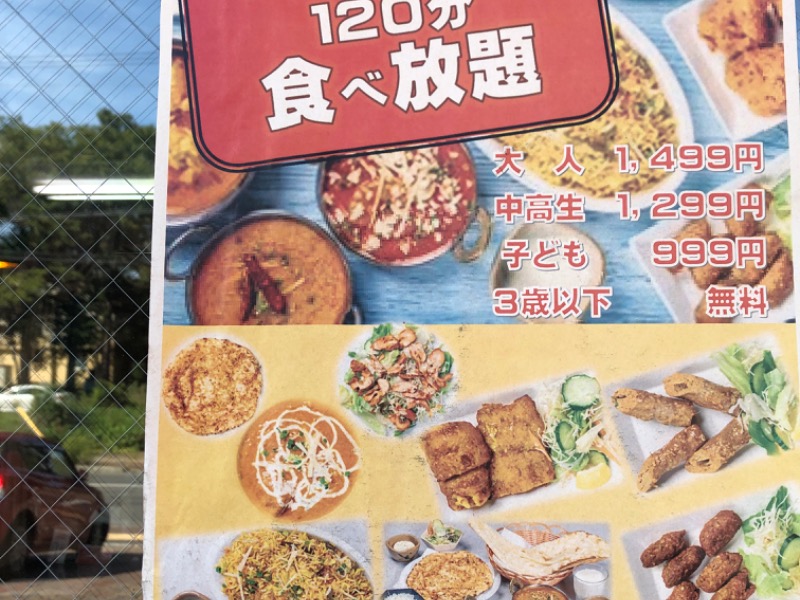 120分
食べ放題
大人 1,499円
中高生 1,299円
子ども 999円
3歳以下 無料